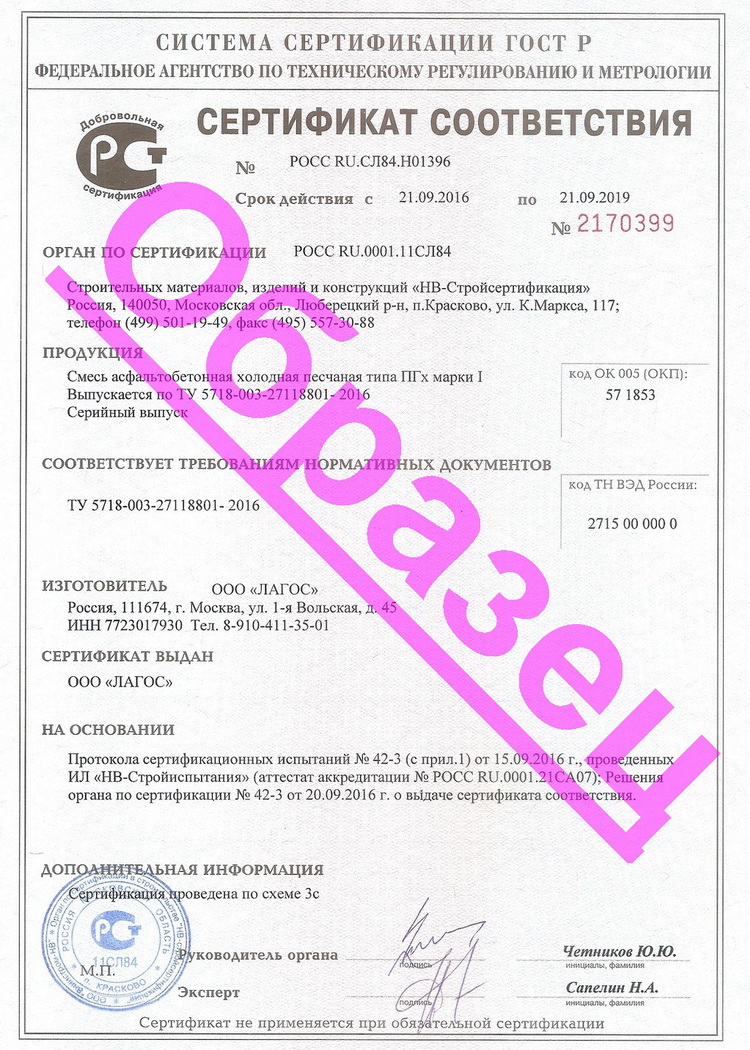 СИСТЕМА СЕРТИФИКАЦИИ ГОСТ Р
ФЕДЕРАЛЬНОЕ АГЕНТСТВО ПО ТЕХНИЧЕСКОМУ РЕГУЛИРОВАНИЮ И МЕТРОЛОГИИ
Добровольная
РСТ
сертификация
СЕРТИФИКАТ СООТВЕТСТВИЯ
№ РОСС RU.СЛ84.Н01396
Срок действия с 21.09.2016 по 21.09.2019
№ 2170399
ОРГАН ПО СЕРТИФИКАЦИИ РОСС RU.0001.11СЛ84
Строительных материалов, изделий и конструкций «НВ-Стройсертификация»
Россия, 140050, Московская обл., Люберецкий р-н, п.Красково, ул. К.Маркса, 117;
телефон (499) 501-19-49, факс (495) 557-30-88
ПРОДУКЦИЯ
Смесь асфальтобетонная холодная песчаная типа ПГх марки I
Выпускается по ТУ 5718-003-27118801- 2016
Серийный выпуск
код ОК 005 (ОКП):
57 1853
СООТВЕТСТВУЕТ ТРЕБОВАНИЯМ НОРМАТИВНЫХ ДОКУМЕНТОВ
ТУ 5718-003-27118801- 2016
код ТН ВЭД России:
2715 00 000 0
ИЗГОТОВИТЕЛЬ ООО «ЛАГОС»
Россия, 111674, г. Москва, ул. 1-я Вольская, д. 45
ИНН 7723017930 Тел. 8-910-411-35-01
СЕРТИФИКАТ ВЫДАН
ООО «ЛАГОС»
НА ОСНОВАНИИ
Протокола сертификационных испытаний № 42-3 (с прил.1) от 15.09.2016 г., проведенных
ИЛ «НВ-Стройиспытания» (аттестат аккредитации № РОСС RU.0001.21СА07); Решения
органа по сертификации № 42-3 от 20.09.2016 г. о выдаче сертификата соответствия.
ДОПОЛНИТЕЛЬНАЯ ИНФОРМАЦИЯ
Сертификация проведена по схеме 3с
РОССИЯ МОСКОВСКАЯ ОБЛАСТЬ
РСТ
11СЛ84
п. КРАСКОВО
М.П.
Руководитель органа
подпись
Четников Ю.Ю.
инициалы, фамилия
Эксперт
подпись
Сапелин Н.А.
инициалы, фамилия
Сертификат не применяется при обязательной сертификации
Образец